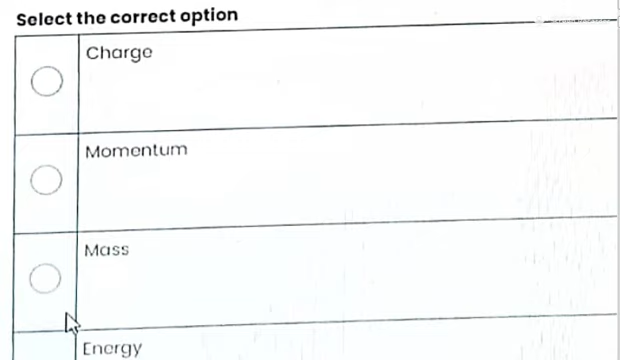 Select the correct option
Charge
Momentum
Mass
Energy